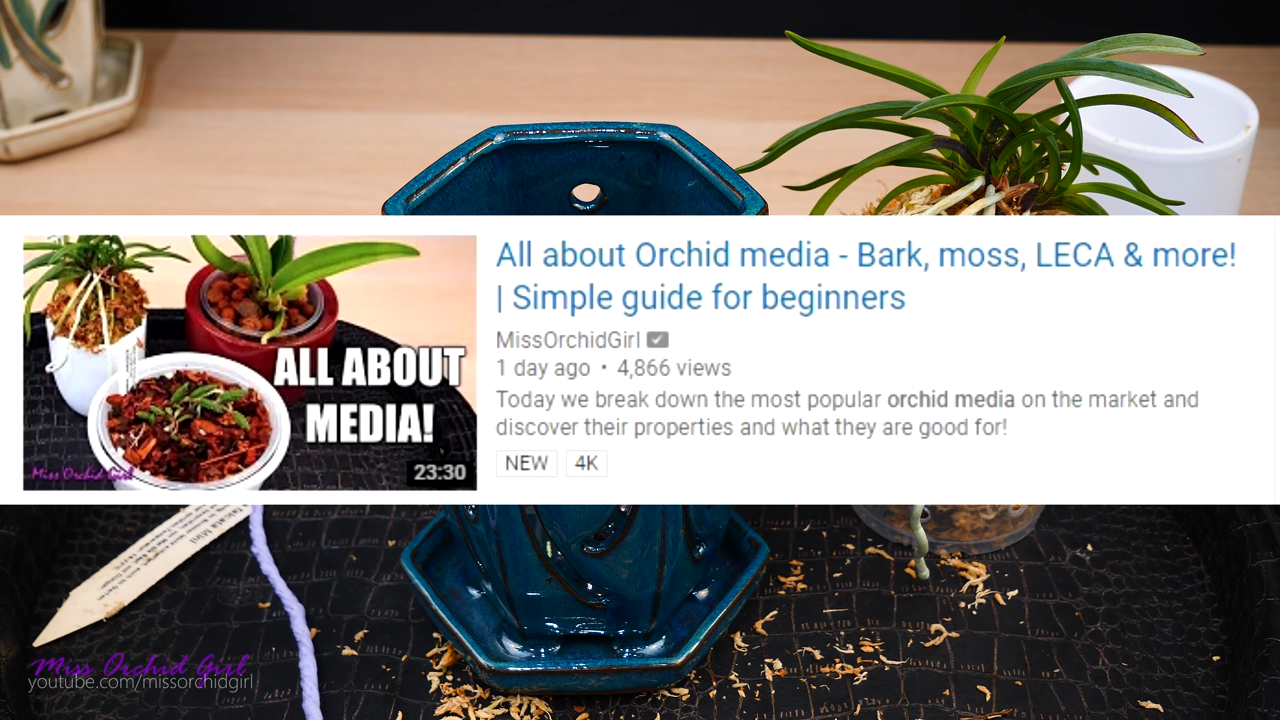 All about Orchid media - Bark, moss, LECA & more!
| Simple guide for beginners
MissOrchidGirl
1 day ago • 4,866 views
Today we break down the most popular orchid media on the market and
discover their properties and what they are good for!
NEW 4K
ALL ABOUT
MEDIA!
23:30
Miss Orchid Girl
Miss Orchid Girl
youtube.com/missorchidgirl